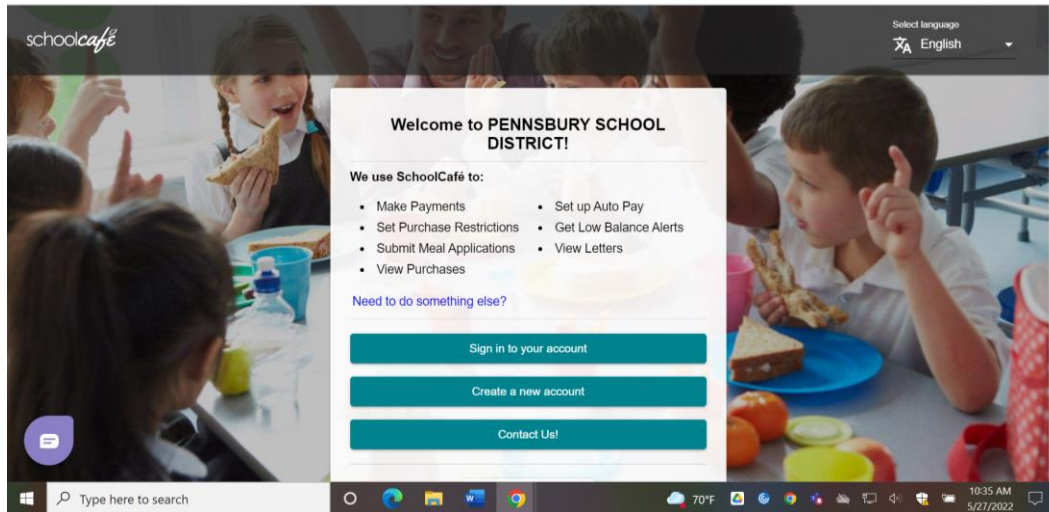 schoolcafé
Select language
English
Welcome to PENNSBURY SCHOOL
DISTRICT!
We use SchoolCafé to:
• Make Payments
• Set Purchase Restrictions
• Submit Meal Applications
• View Purchases
• Set up Auto Pay
• Get Low Balance Alerts
• View Letters
Need to do something else?
Sign in to your account
Create a new account
Contact Us!
Type here to search
70°F
10:35 AM
5/27/2022